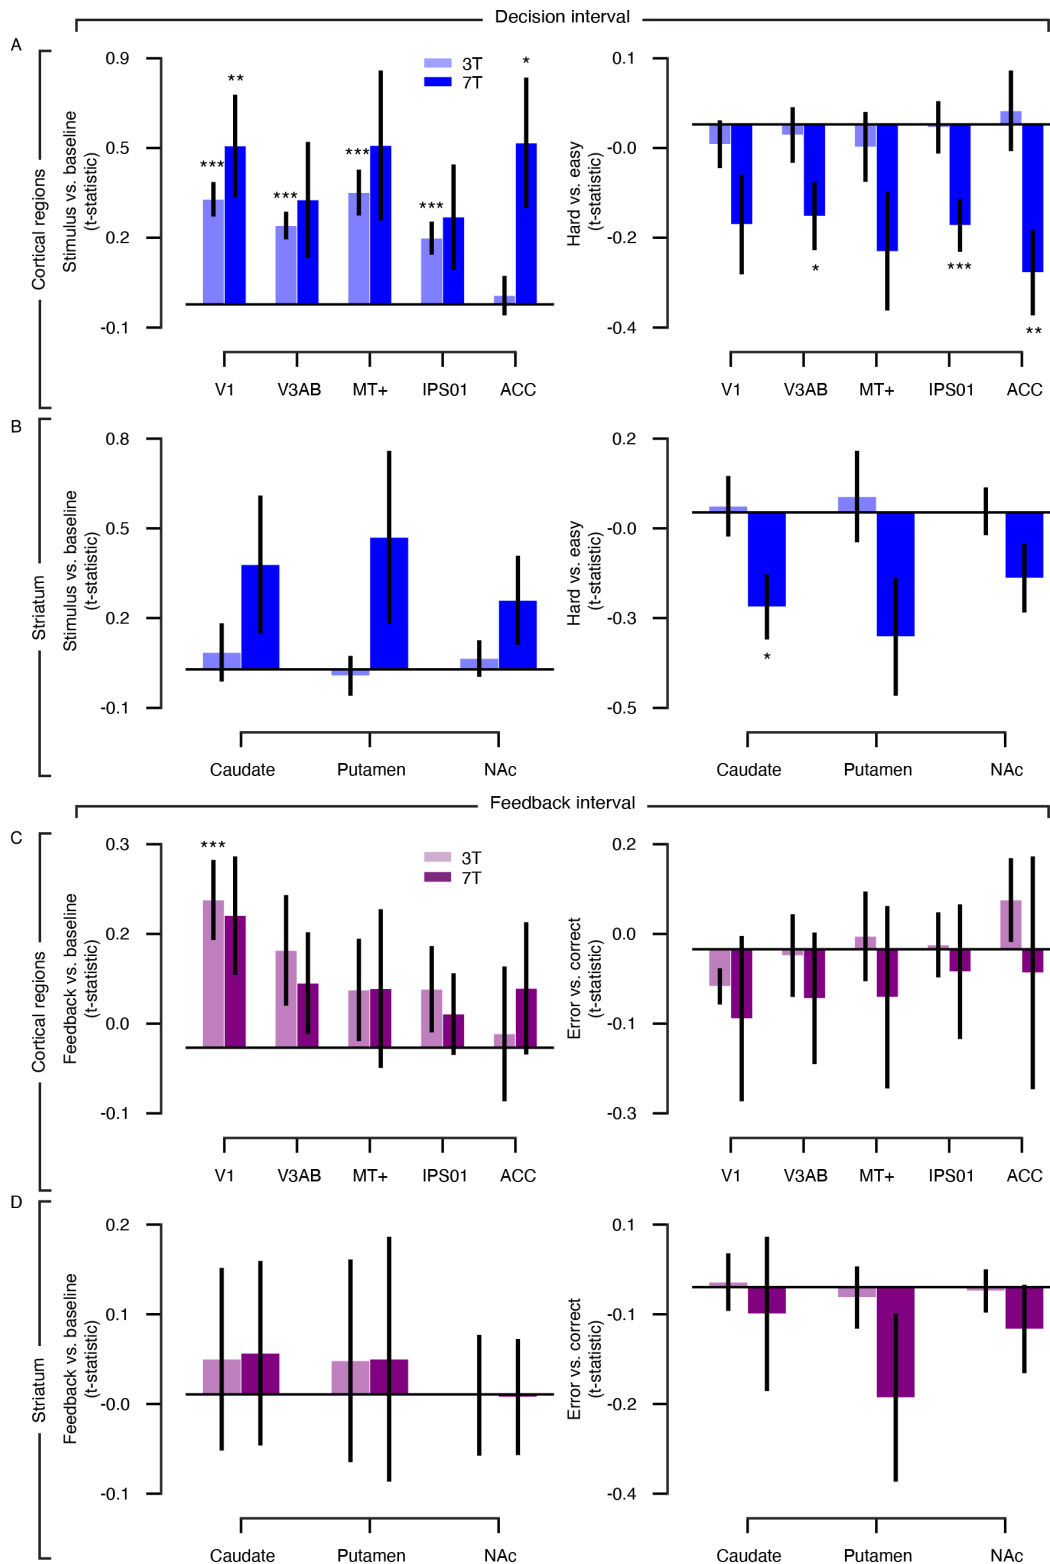 Decision interval
A
Cortical regions
Stimulus vs. baseline
(t-statistic)
0.9
0.5
0.2
-0.1
3T
7T
***
**
***
***
***
*
V1 V3AB MT+ IPS01 ACC
Hard vs. easy
(t-statistic)
0.1
-0.0
-0.2
-0.4
*
***
**
V1 V3AB MT+ IPS01 ACC
B
Striatum
Stimulus vs. baseline
(t-statistic)
0.8
0.5
0.2
-0.1
Caudate Putamen NAc
Hard vs. easy
(t-statistic)
0.2
-0.0
-0.3
-0.5
*
Caudate Putamen NAc
Feedback interval
C
Cortical regions
Feedback vs. baseline
(t-statistic)
0.3
0.2
0.0
-0.1
***
3T
7T
V1 V3AB MT+ IPS01 ACC
Error vs. correct
(t-statistic)
0.2
0.0
-0.1
-0.3
V1 V3AB MT+ IPS01 ACC
D
Striatum
Feedback vs. baseline
(t-statistic)
0.2
0.1
-0.0
-0.1
Caudate Putamen NAc
Error vs. correct
(t-statistic)
0.1
-0.1
-0.2
-0.4
Caudate Putamen NAc